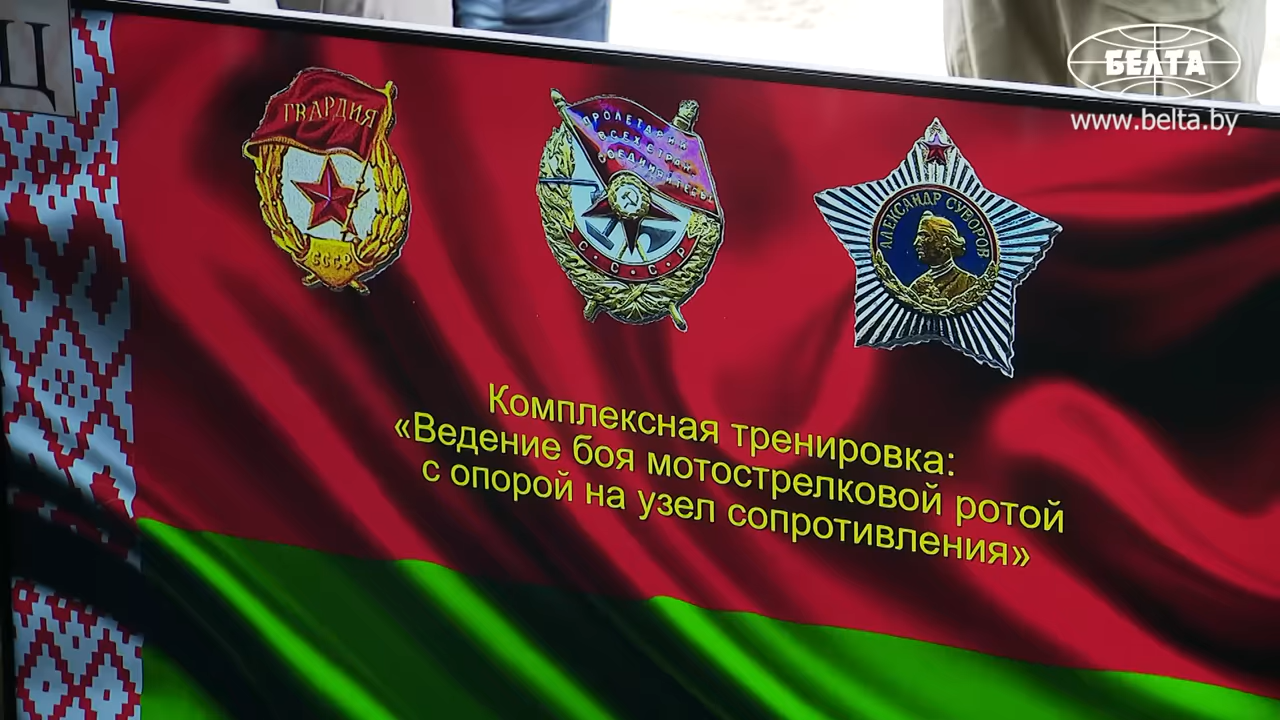 Ц
БЕЛТА
www.belta.by
ГВАРДИЯ
СССР
ПРОЛЕТАРИИ
ВСЕХ СТРАН
СОЕДИНЯЙТЕСЬ!
С·С·С·Р
АЛЕКСАНДР СУВОРОВ
Комплексная тренировка:
«Ведение боя мотострелковой ротой
с опорой на узел сопротивления»